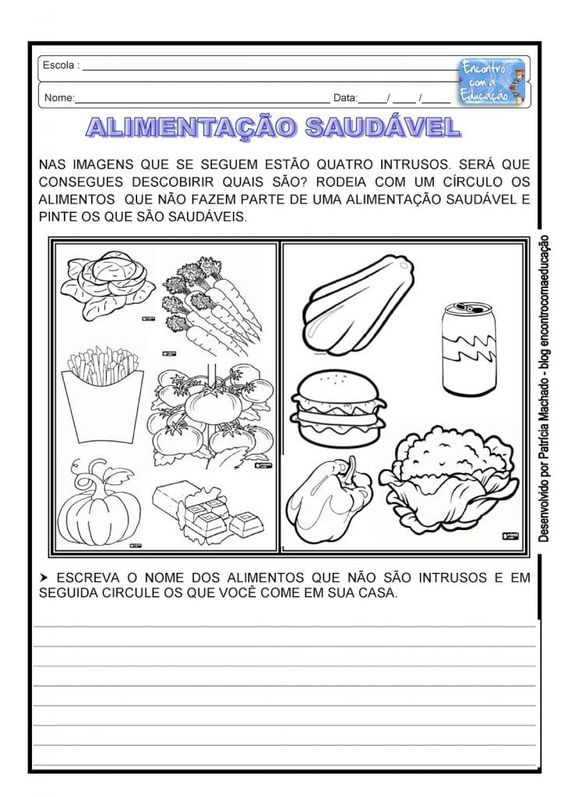 Escola :
Encontro
com a
Educação
Nome: Data: / /
ALIMENTAÇÃO SAUDÁVEL
NAS IMAGENS QUE SE SEGUEM ESTÃO QUATRO INTRUSOS. SERÁ QUE
CONSEGUES DESCOBIRIR QUAIS SÃO? RODEIA COM UM CÍRCULO OS
ALIMENTOS QUE NÃO FAZEM PARTE DE UMA ALIMENTAÇÃO SAUDÁVEL E
PINTE OS QUE SÃO SAUDÁVEIS.
Desenvolvido por Patrícia Machado - blog encontrocomaeducação
➤ ESCREVA O NOME DOS ALIMENTOS QUE NÃO SÃO INTRUSOS E EM
SEGUIDA CIRCULE OS QUE VOCÊ COME EM SUA CASA.